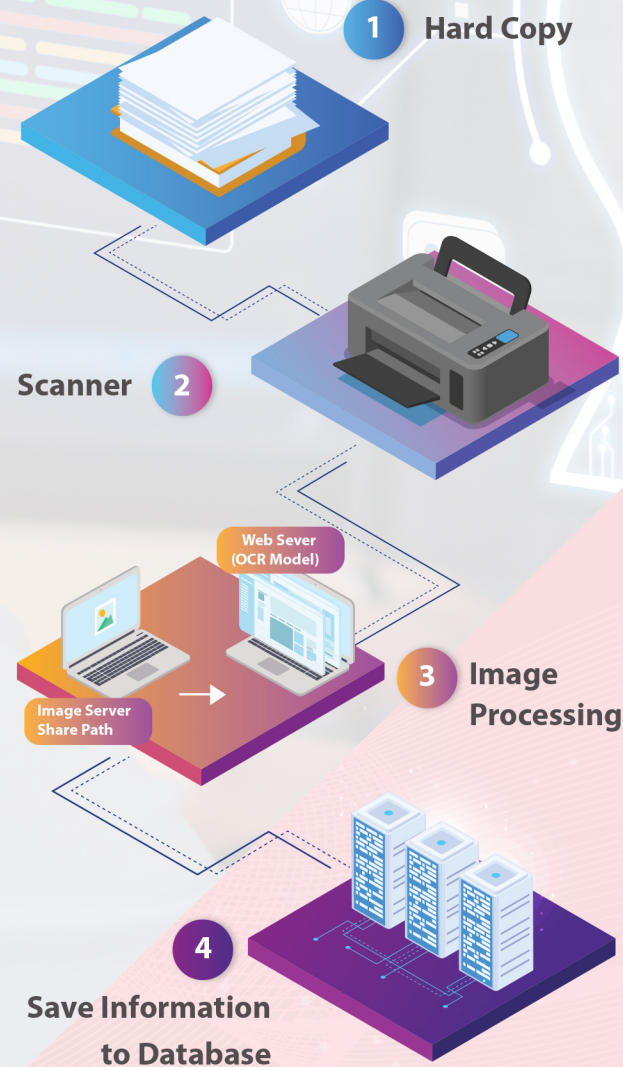 1 Hard Copy
Scanner 2
Web Sever
(OCR Model)
Image Server
Share Path
3 Image
Processing
4
Save Information
to Database